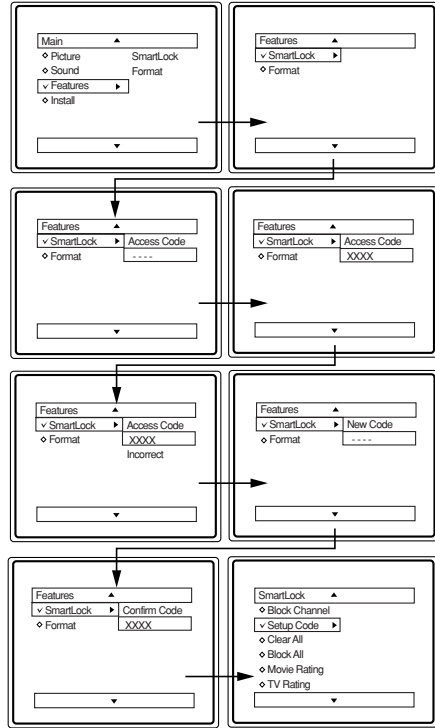 Main
Picture SmartLock
Sound Format
Features
Install
Features
SmartLock
Format
Features
SmartLock Access Code
Format - - - -
Features
SmartLock Access Code
Format XXXX
Features
SmartLock Access Code
Format XXXX
Incorrect
Features
SmartLock New Code
Format - - - -
Features
SmartLock Confirm Code
Format XXXX
SmartLock
Block Channel
Setup Code
Clear All
Block All
Movie Rating
TV Rating